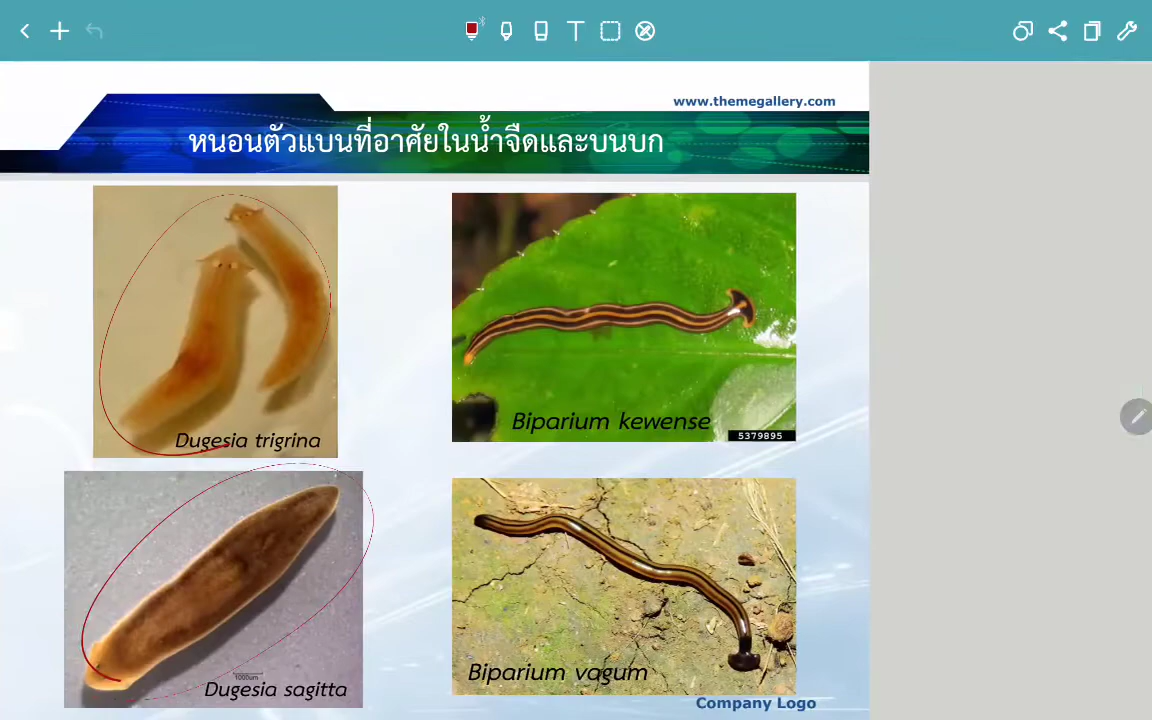 www.themegallery.com
หนอนตัวแบนที่อาศัยในน้ำจืดและบนบก
Dugesia trigrina
Biparium kewense
5379895
1000um
Dugesia sagitta
Biparium vagum
Company Logo